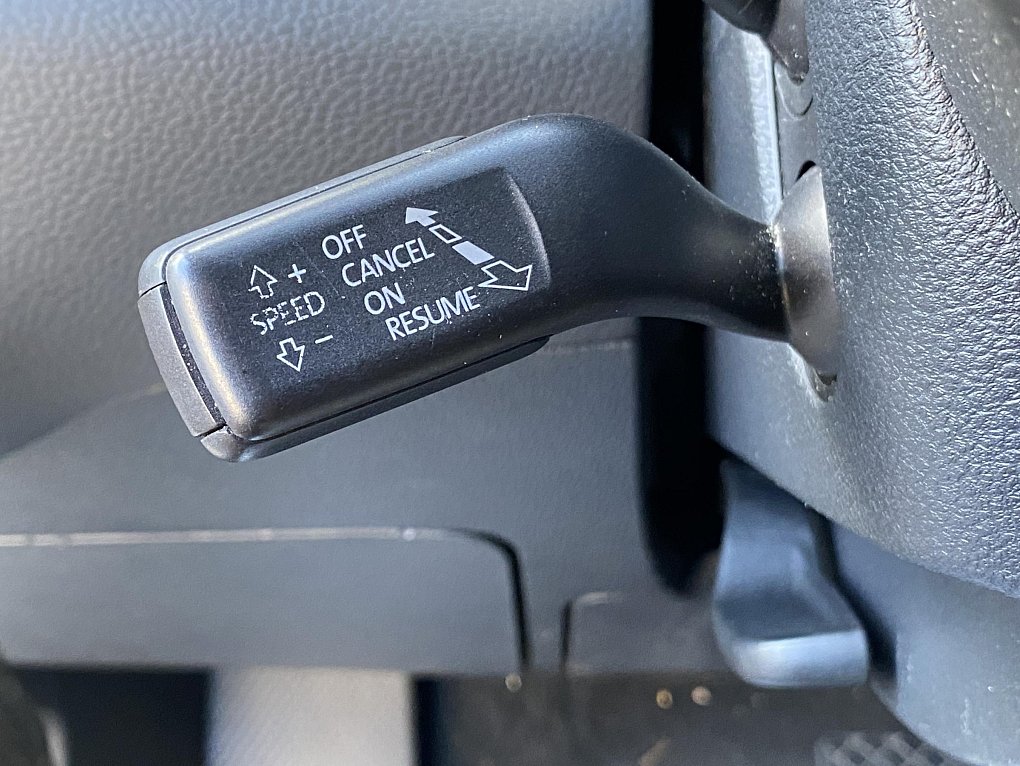 +
SPEED
–
OFF
CANCEL
ON
RESUME